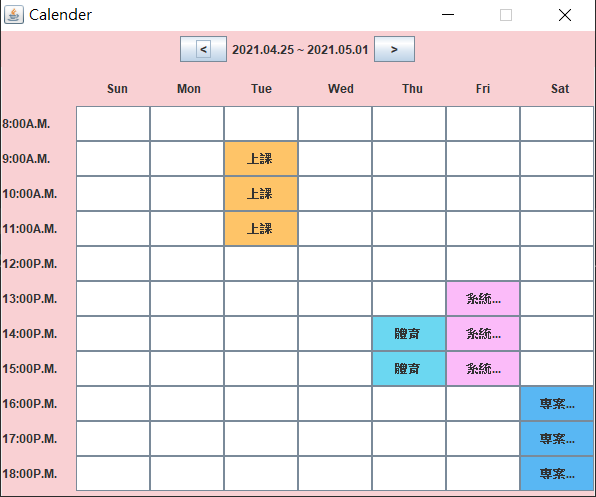 Calender
< 2021.04.25 ~ 2021.05.01 >
Sun Mon Tue Wed Thu Fri Sat
8:00A.M.
9:00A.M. 上課
10:00A.M. 上課
11:00A.M. 上課
12:00P.M.
13:00P.M. 系統...
14:00P.M. 體育 系統...
15:00P.M. 體育 系統...
16:00P.M. 專案...
17:00P.M. 專案...
18:00P.M. 專案...